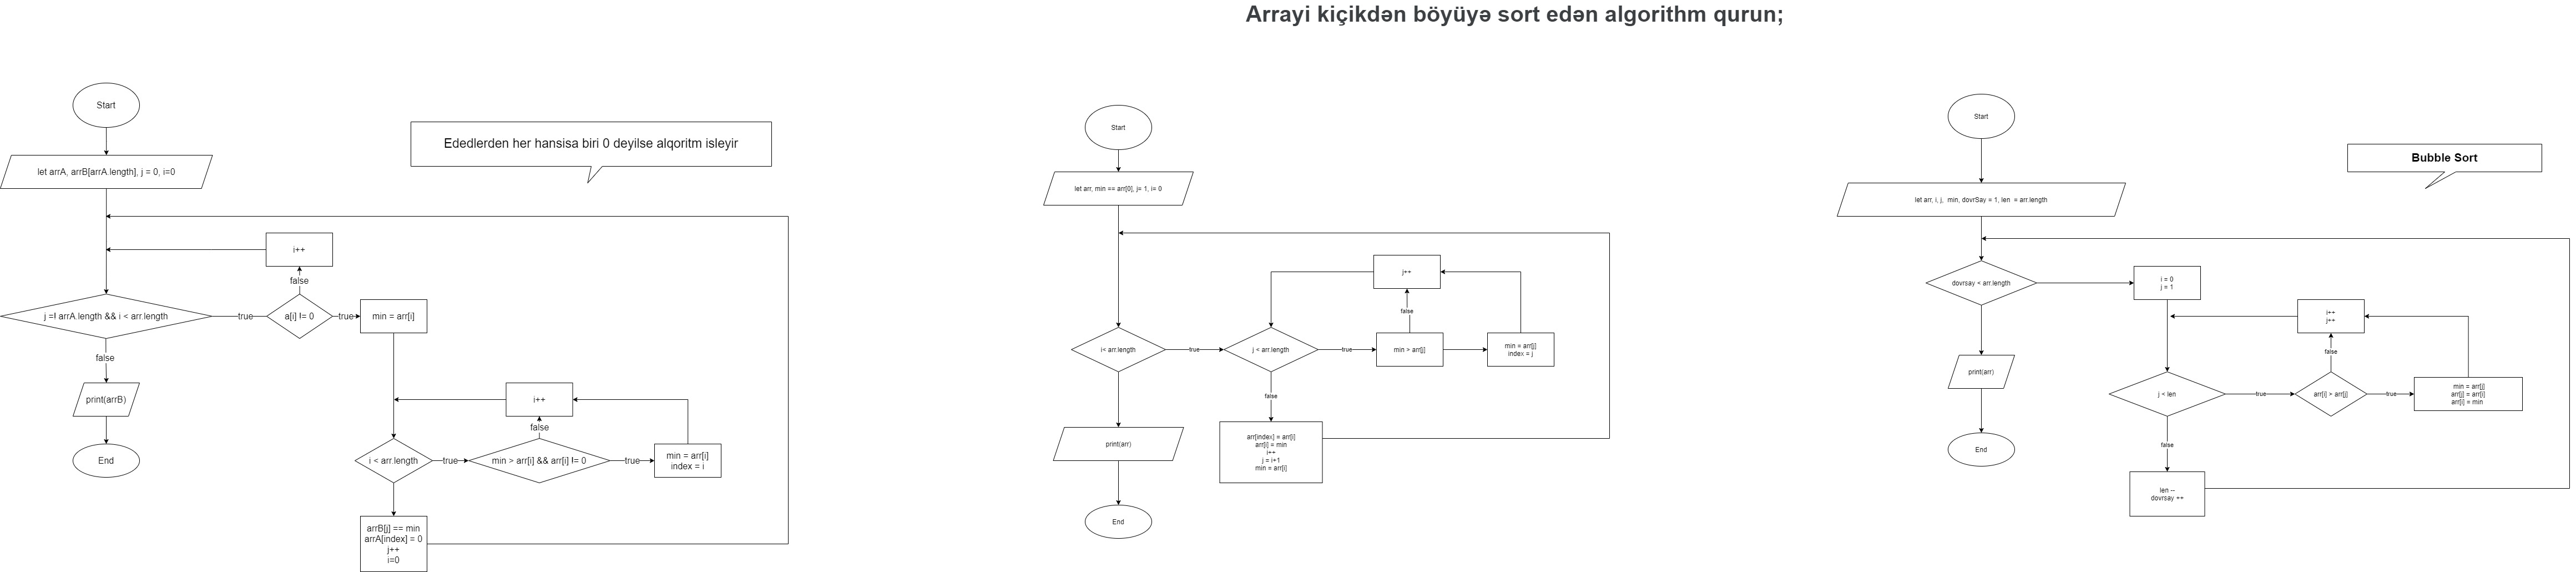 Arrayi kiçikdən böyüyə sort edən algorithm qurun;
Start
let arrA, arrB[arrA.length], j = 0, i=0
Ededlerden her hansisa biri 0 deyilse alqoritm isleyir
i++
false
j =! arrA.length && i < arr.length
true
a[i] != 0
true
min = arr[i]
false
print(arrB)
End
i++
false
i < arr.length
true
min > arr[i] && arr[i] != 0
true
min = arr[i]
index = i
arrB[j] == min
arrA[index] = 0
j++
i=0
Start
let arr, min == arr[0], j= 1, i= 0
j++
false
i< arr.length
true
j < arr.length
true
min > arr[j]
min = arr[j]
index = j
false
print(arr)
arr[index] = arr[i]
arr[i] = min
i++
j = i+1
min = arr[i]
End
Start
Bubble Sort
let arr, i, j,  min, dovrSay = 1, len  = arr.length
dovrsay < arr.length
i = 0
j = 1
i++
j++
false
print(arr)
j < len
true
arr[i] > arr[j]
true
min = arr[j]
arr[j] = arr[i]
arr[i] = min
false
End
len --
dovrsay ++